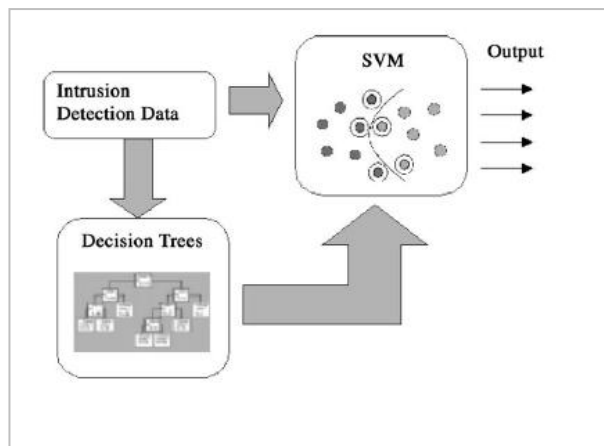 SVM
Output
Intrusion
Detection Data
Decision Trees